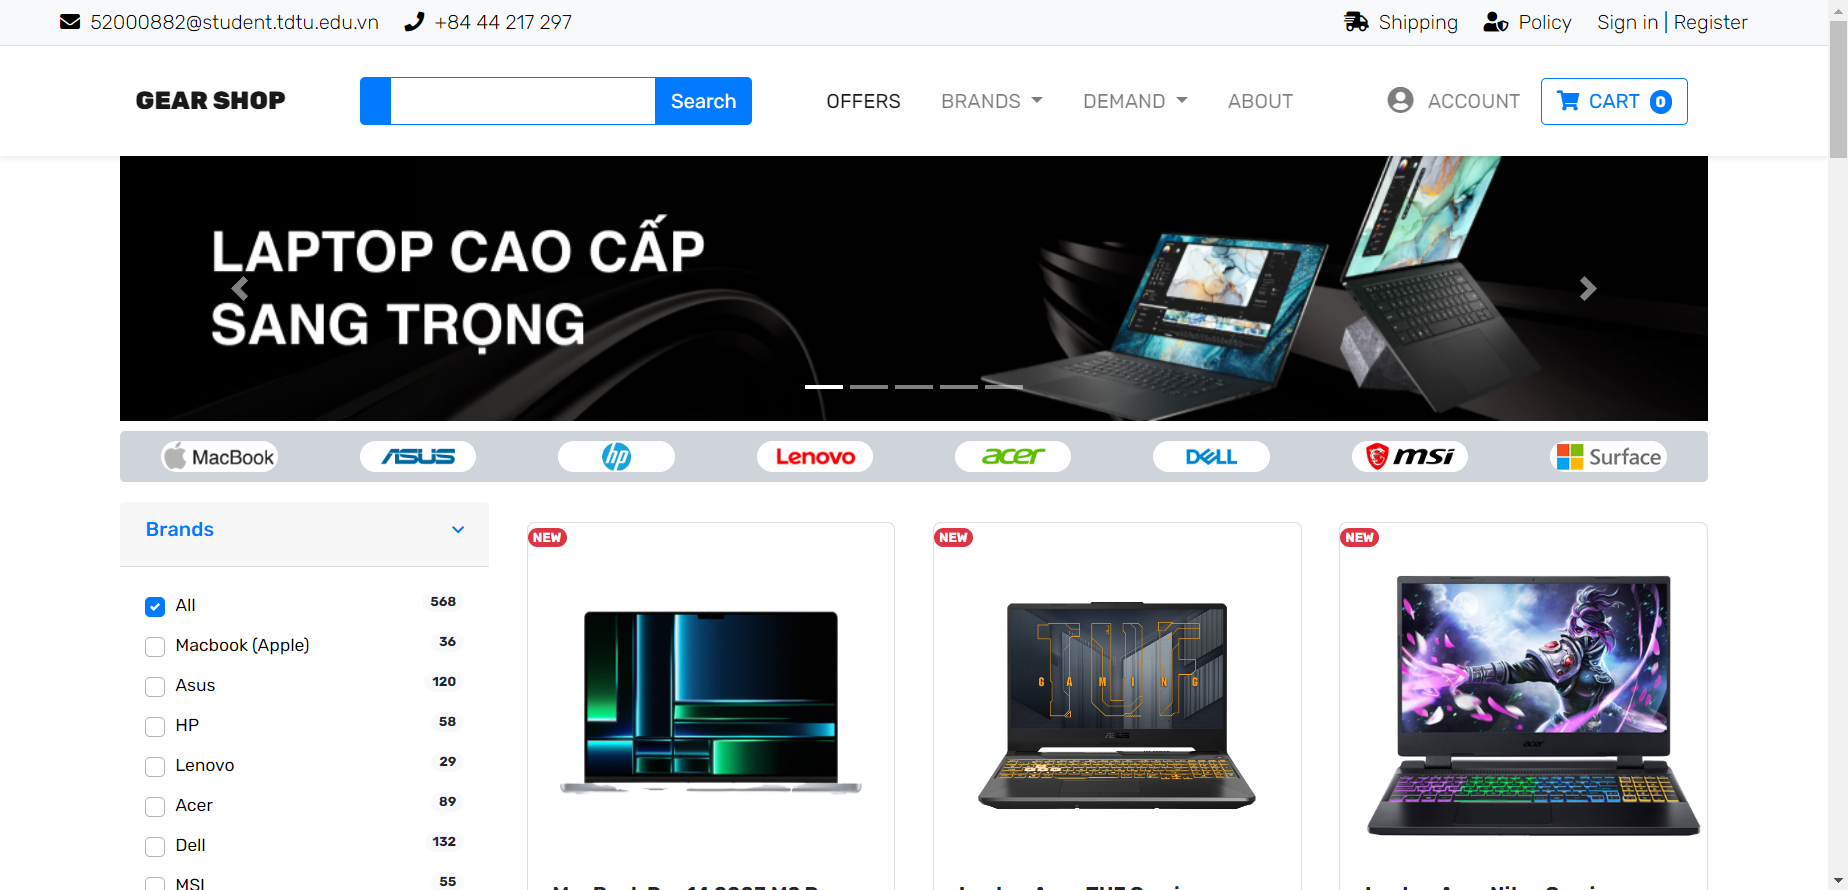 52000882@student.tdtu.edu.vn +84 44 217 297 Shipping Policy Sign in | Register
GEAR SHOP Search OFFERS BRANDS DEMAND ABOUT ACCOUNT CART 0
LAPTOP CAO CẤP
SANG TRỌNG
MacBook ASUS hp Lenovo acer DELL msi Surface
Brands
All 568
Macbook (Apple) 36
Asus 120
HP 58
Lenovo 29
Acer 89
Dell 132
MSI 55
NEW
NEW
TUF
GAMING
ASUS
NEW
acer